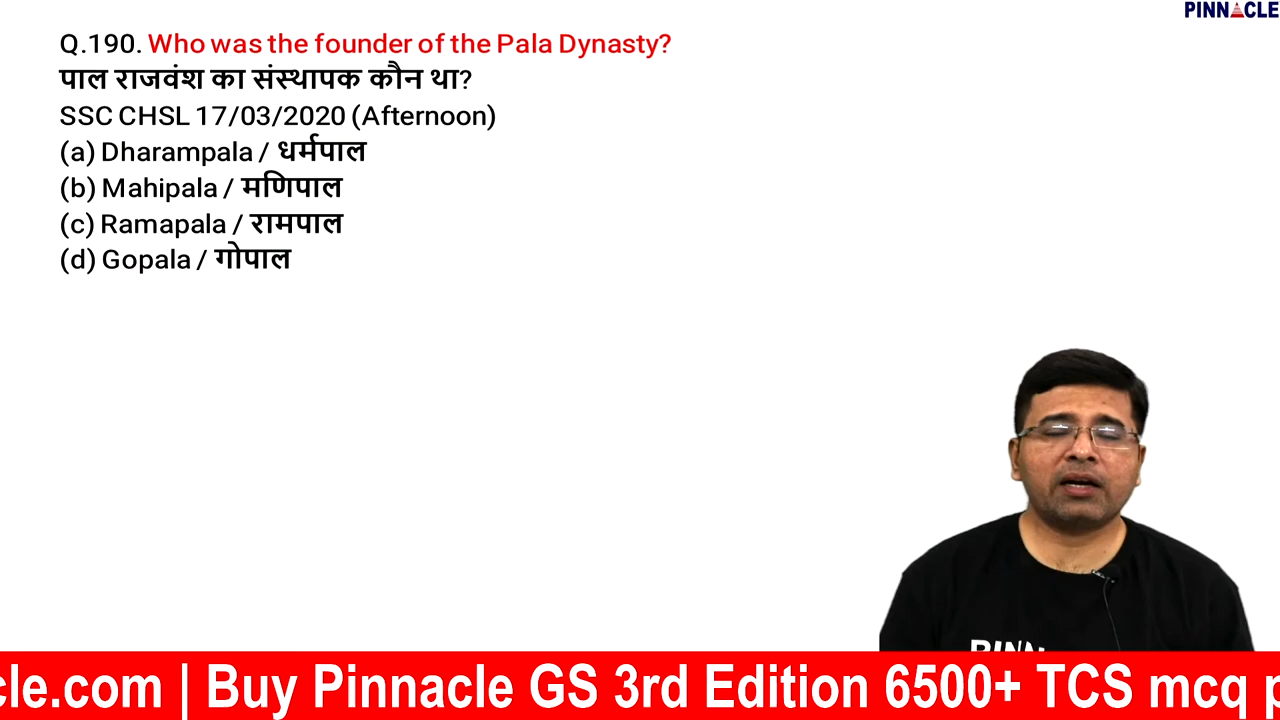 PINNACLE
Q.190. Who was the founder of the Pala Dynasty?
पाल राजवंश का संस्थापक कौन था?
SSC CHSL 17/03/2020 (Afternoon)
(a) Dharampala / धर्मपाल
(b) Mahipala / मणिपाल
(c) Ramapala / रामपाल
(d) Gopala / गोपाल
cle.com | Buy Pinnacle GS 3rd Edition 6500+ TCS mcq p